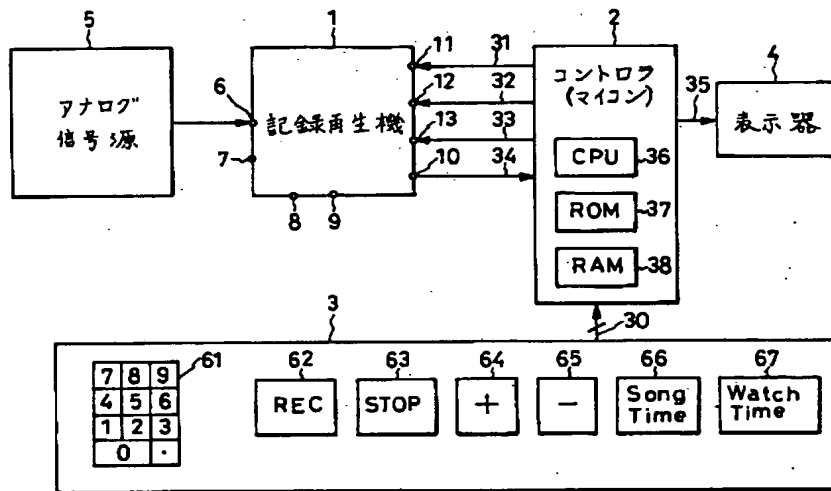 5
1
2
4
アナログ
信号源
6
7
記録再生機
8
9
11
12
13
10
31
32
33
34
コントロラ
(マイコン)
CPU
36
ROM
37
RAM
38
35
表示器
30
3
7 8 9
4 5 6
1 2 3
0 .
61
62
REC
63
STOP
64
+
65
−
66
Song
Time
67
Watch
Time